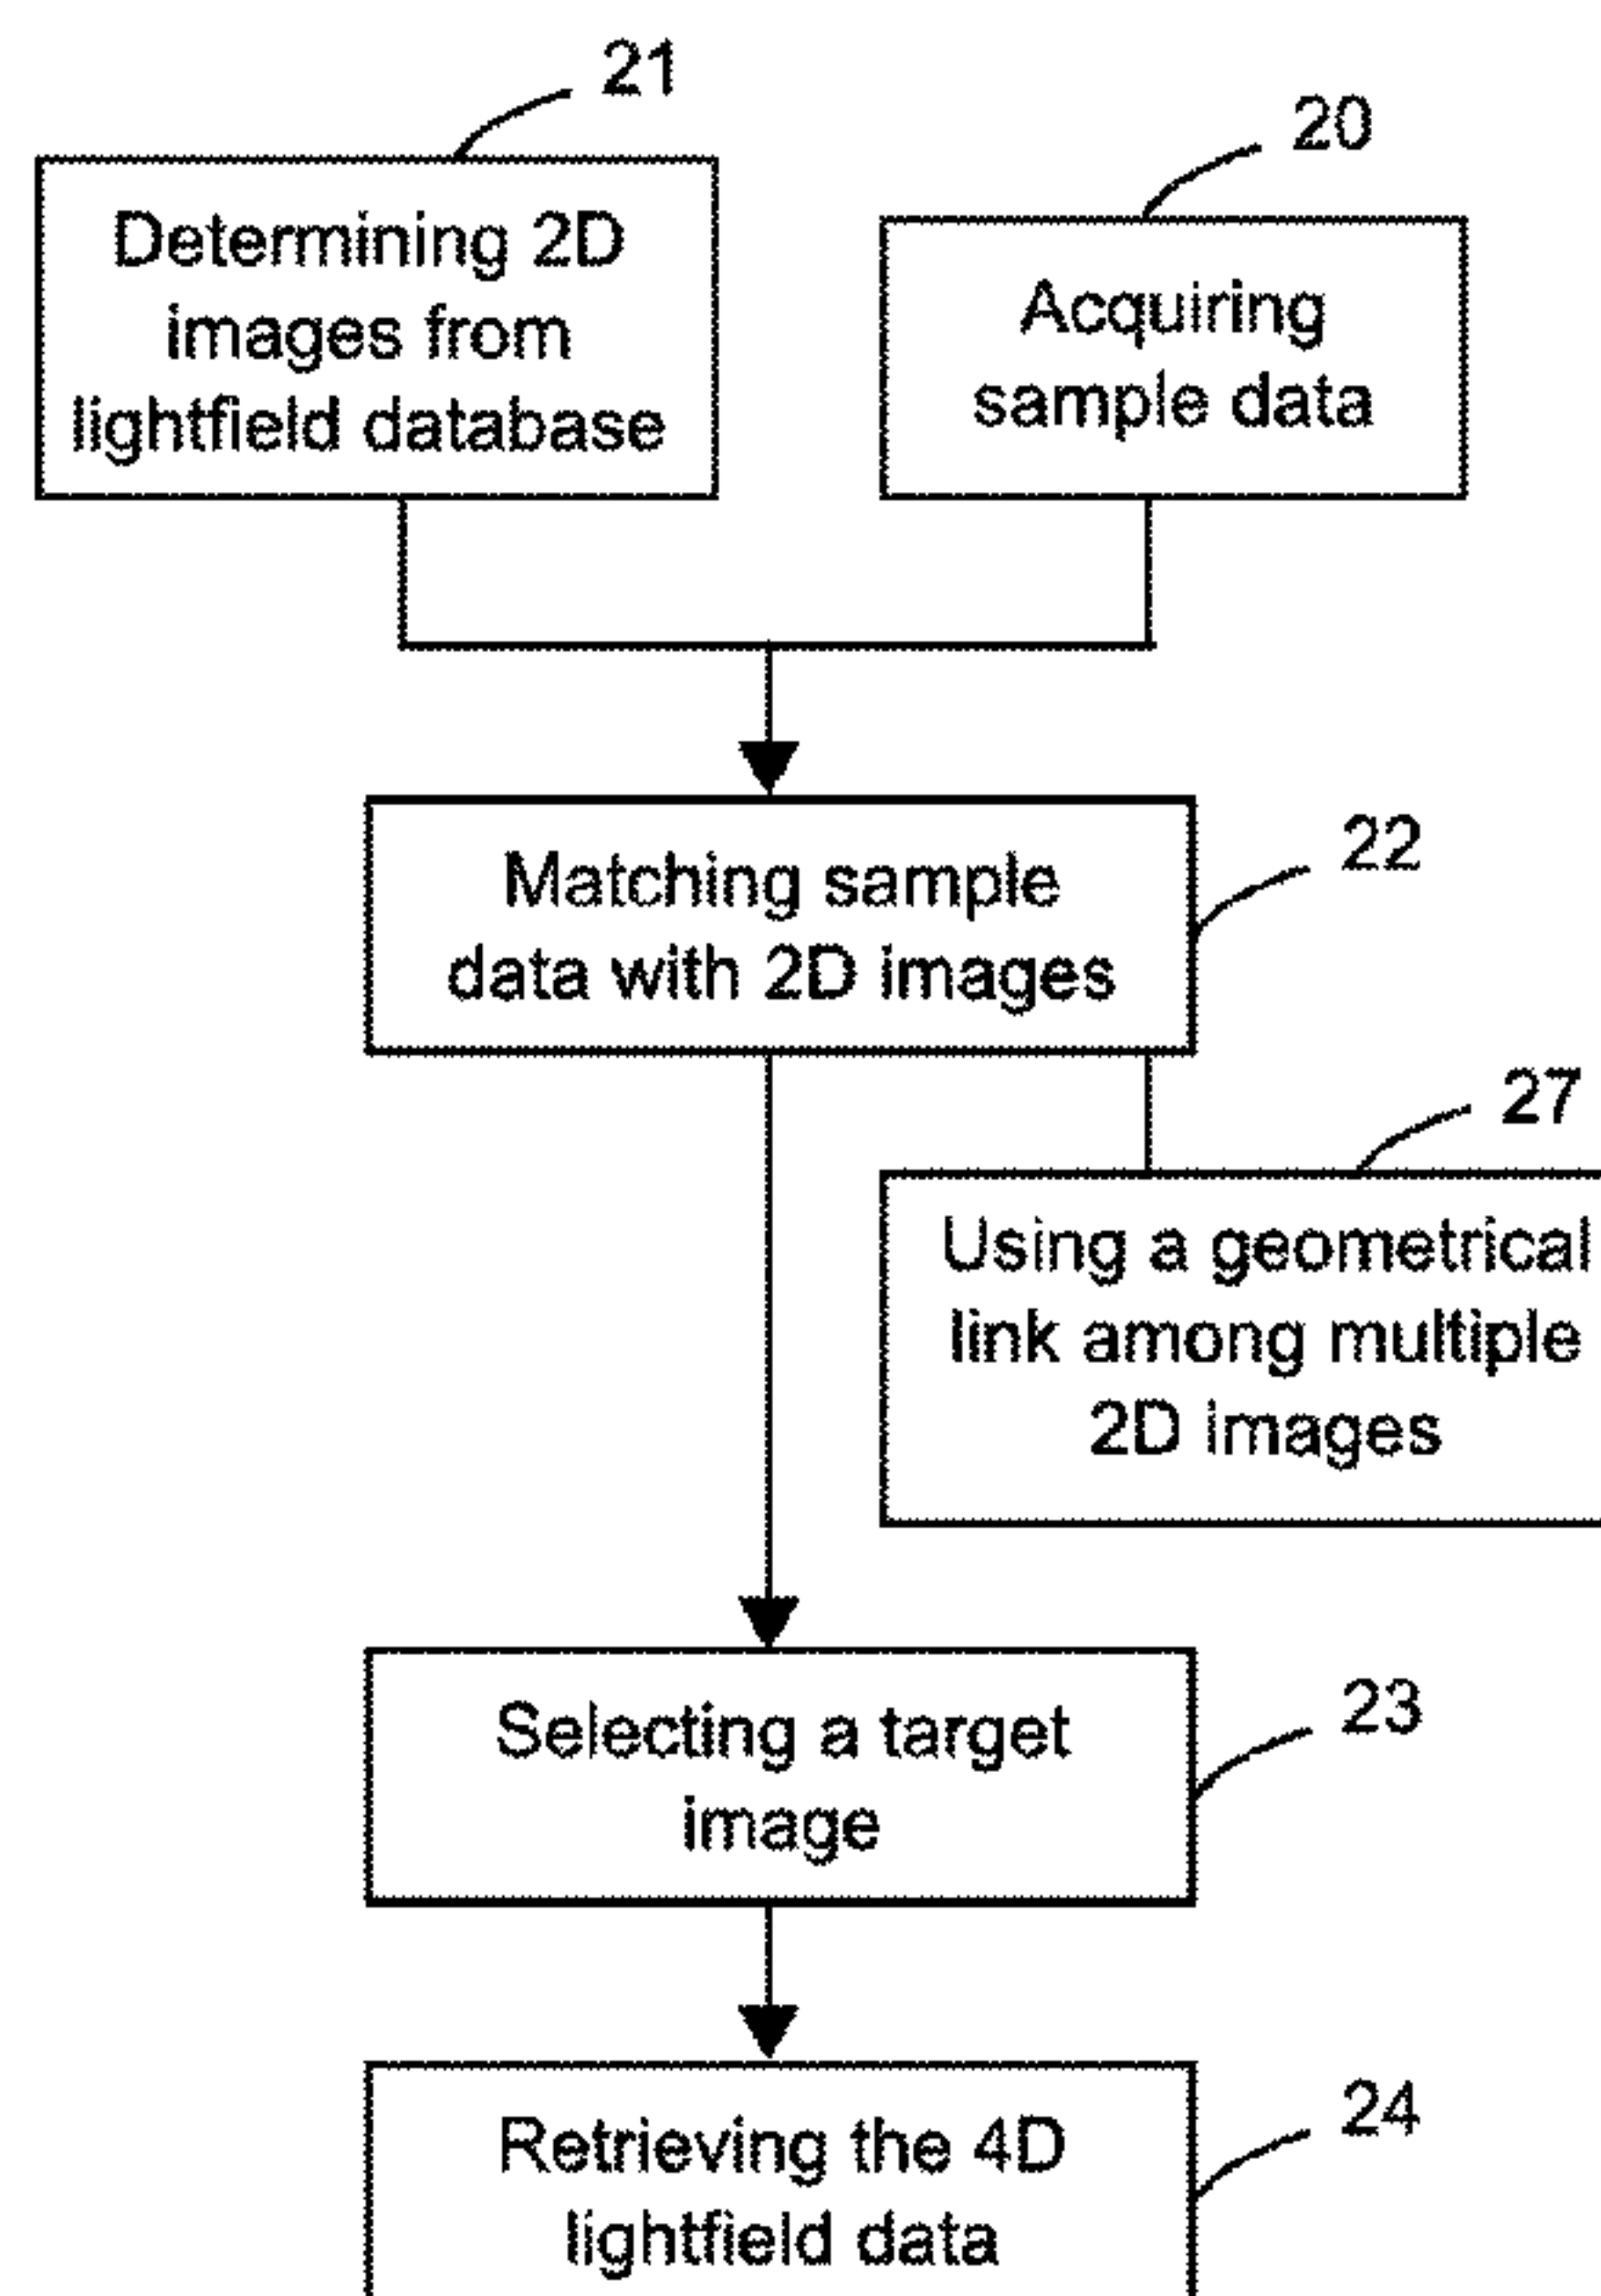 21
Determining 2D
images from
lightfield database
20
Acquiring
sample data
22
Matching sample
data with 2D images
27
Using a geometrical
link among multiple
2D images
23
Selecting a target
image
24
Retrieving the 4D
lightfield data